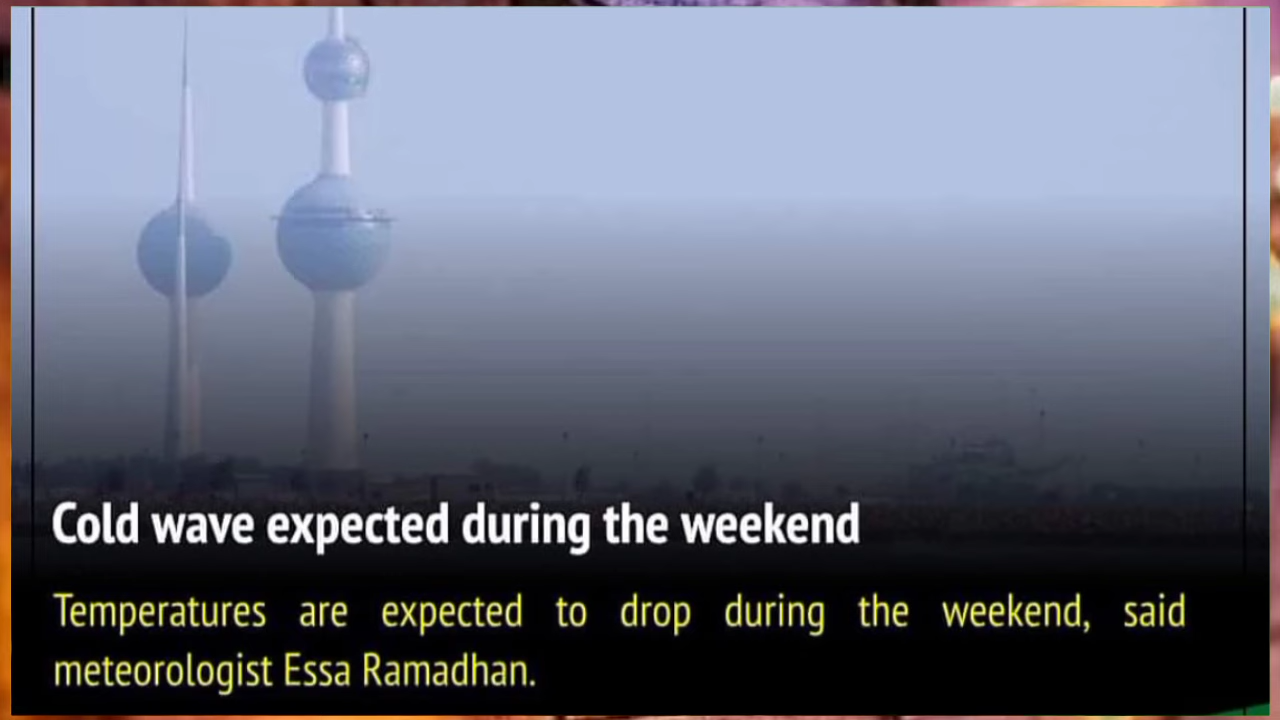 Cold wave expected during the weekend
Temperatures are expected to drop during the weekend, said
meteorologist Essa Ramadhan.